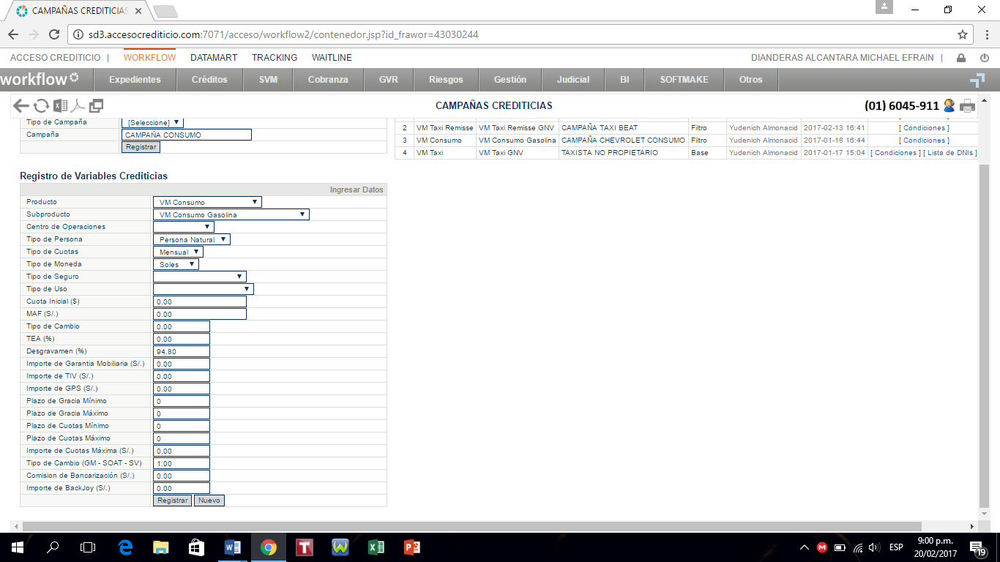 CAMPAÑAS CREDITICIAS
sd3.accesocrediticio.com:7071/acceso/workflow2/contenedor.jsp?id_frawor=43030244
ACCESO CREDITICIO | WORKFLOW DATAMART TRACKING WAITLINE DIANDERAS ALCANTARA MICHAEL EFRAIN |
workflow Expedientes Créditos SVM Cobranza GVR Riesgos Gestión Judicial BI SOFTMAKE Otros
CAMPAÑAS CREDITICIAS (01) 6045-911
Tipo de Campaña [Seleccione]
Campaña CAMPAÑA CONSUMO
Registrar
2 VM Taxi Remisse VM Taxi Remisse GNV CAMPAÑA TAXI BEAT Filtro Yudenich Almonacid 2017-02-13 16:41 [ Condiciones ]
3 VM Consumo VM Consumo Gasolina CAMPAÑA CHEVROLET CONSUMO Filtro Yudenich Almonacid 2017-01-18 16:44 [ Condiciones ]
4 VM Taxi VM Taxi GNV TAXISTA NO PROPIETARIO Base Yudenich Almonacid 2017-01-17 15:04 [ Condiciones ] [ Lista de DNIs ]
Registro de Variables Crediticias
Ingresar Datos
Producto VM Consumo
Subproducto VM Consumo Gasolina
Centro de Operaciones
Tipo de Persona Persona Natural
Tipo de Cuotas Mensual
Tipo de Moneda Soles
Tipo de Seguro
Tipo de Uso
Cuota Inicial ($) 0.00
MAF (S/.) 0.00
Tipo de Cambio 0.00
TEA (%) 0.00
Desgravamen (%) 94.80
Importe de Garantia Mobiliaria (S/.) 0.00
Importe de TIV (S/.) 0.00
Importe de GPS (S/.) 0.00
Plazo de Gracia Mínimo 0
Plazo de Gracia Máximo 0
Plazo de Cuotas Mínimo 0
Plazo de Cuotas Máximo 0
Importe de Cuotas Máxima (S/.) 0.00
Tipo de Cambio (GM - SOAT - SV) 1.00
Comision de Bancarización (S/.) 0.00
Importe de BackJoy (S/.) 0.00
Registrar Nuevo
ESP
9:00 p.m.
20/02/2017
19